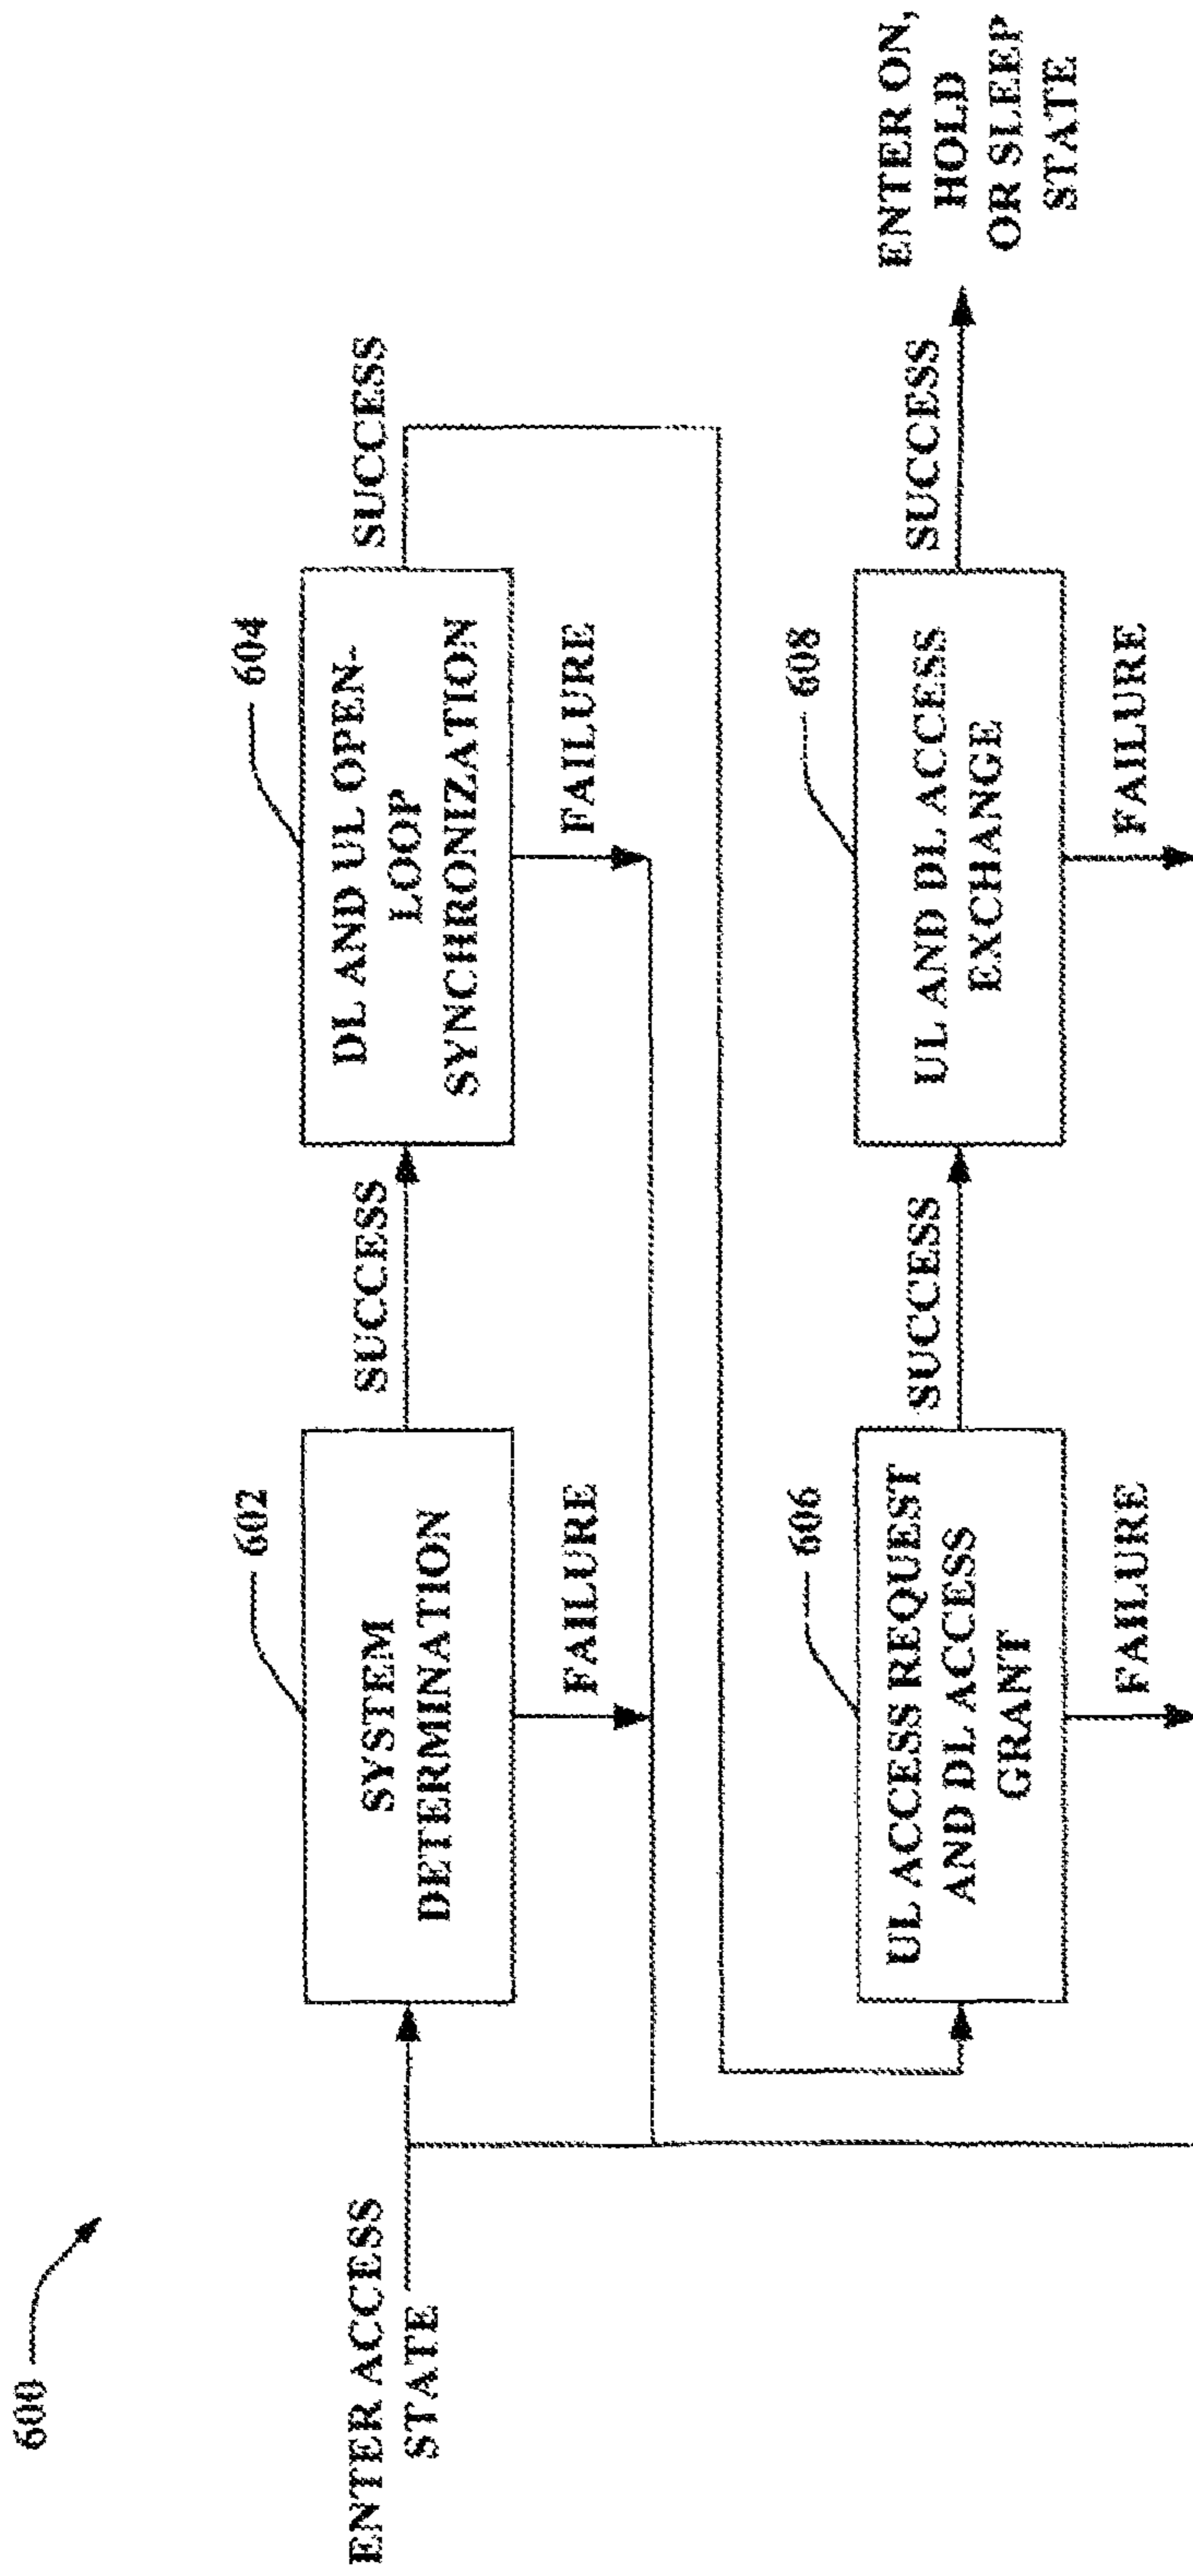 600
ENTER ACCESS
STATE
602
SYSTEM
DETERMINATION
SUCCESS
FAILURE
604
DL AND UL OPEN-
LOOP
SYNCHRONIZATION
SUCCESS
FAILURE
606
UL ACCESS REQUEST
AND DL ACCESS
GRANT
SUCCESS
FAILURE
608
UL AND DL ACCESS
EXCHANGE
SUCCESS
FAILURE
ENTER ON,
HOLD
OR SLEEP
STATE